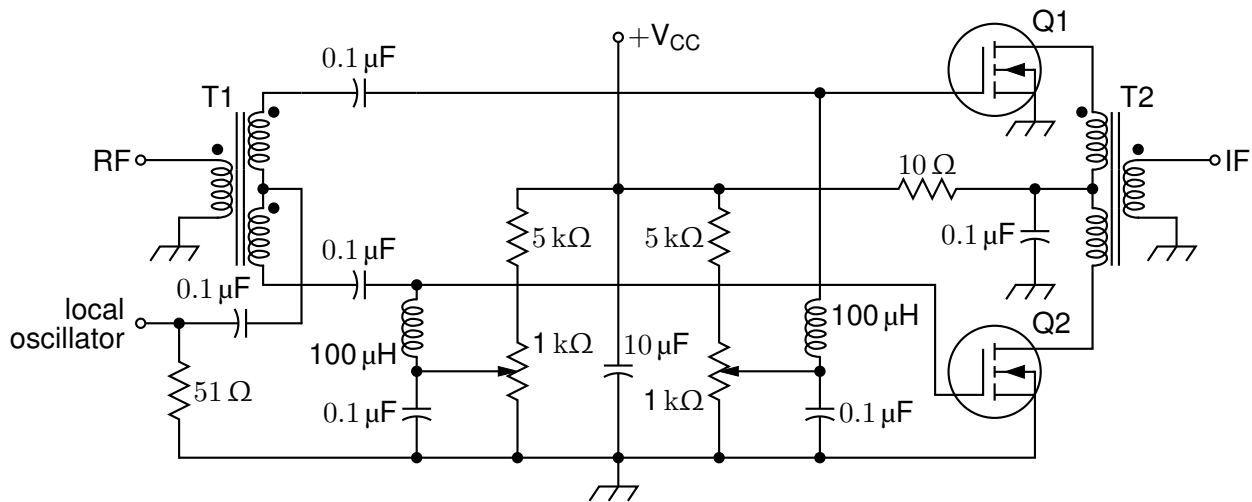 Q1
+V_CC
0.1 μF
T1
T2
RF
10 Ω
IF
5 kΩ
5 kΩ
0.1 μF
0.1 μF
0.1 μF
local
oscillator
100 μH
Q2
100 μH
1 kΩ
10 μF
51 Ω
0.1 μF
1 kΩ
0.1 μF